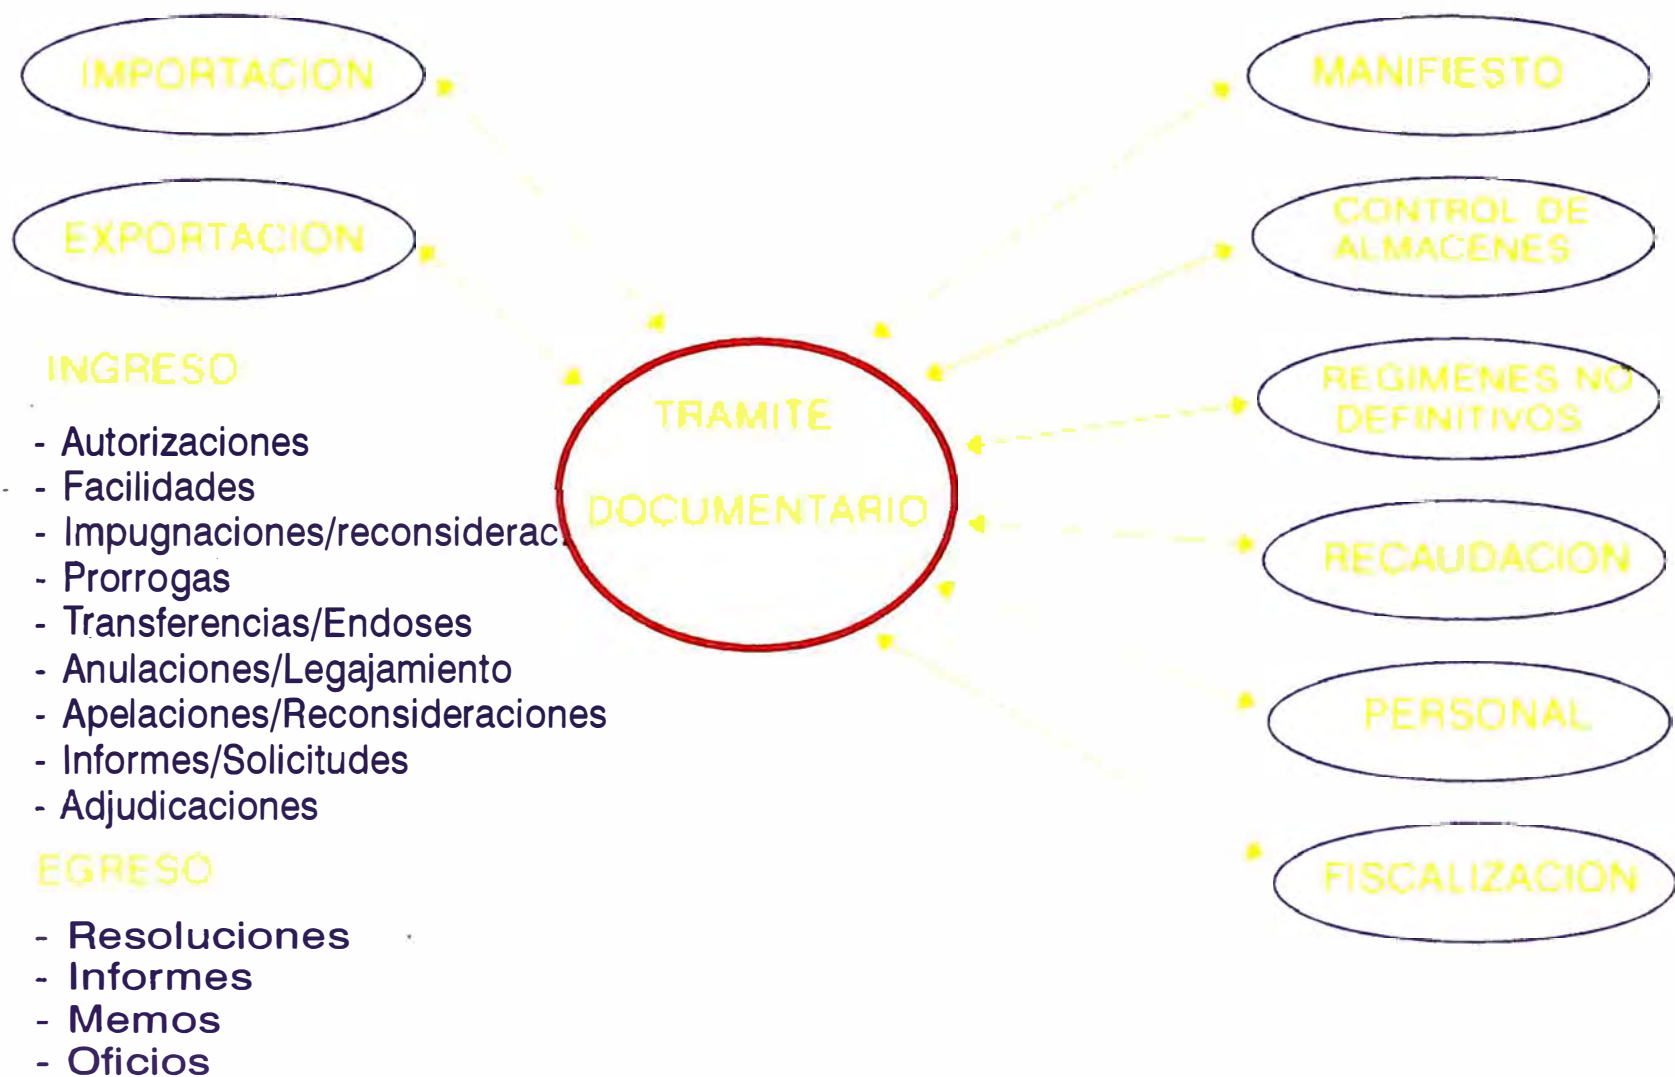 IMPORTACION
EXPORTACION
INGRESO
- Autorizaciones
- Facilidades
- Impugnaciones/reconsiderac.
- Prorrogas
- Transferencias/Endoses
- Anulaciones/Legajamiento
- Apelaciones/Reconsideraciones
- Informes/Solicitudes
- Adjudicaciones
EGRESO
- Resoluciones
- Informes
- Memos
- Oficios
TRAMITE
DOCUMENTARIO
MANIFIESTO
CONTROL DE
ALMACENES
REGIMENES NO
DEFINITIVOS
RECAUDACION
PERSONAL
FISCALIZACION